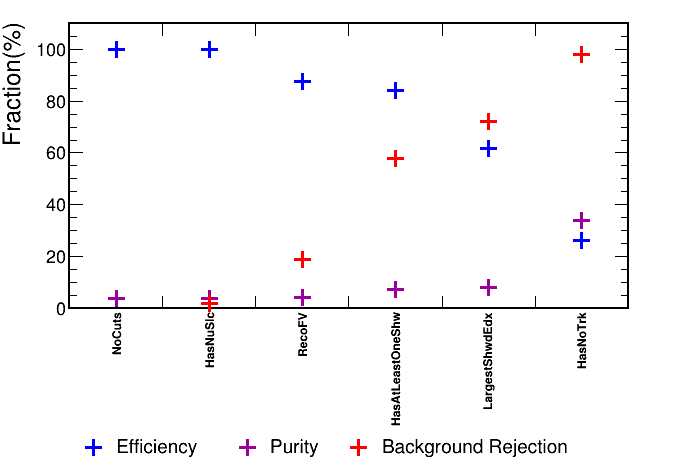 Fraction(%)
100
80
60
40
20
0
NoCuts
HasNuSlc
RecoFV
HasAtLeastOneShw
LargestShwdEdx
HasNoTrk
Efficiency Purity Background Rejection